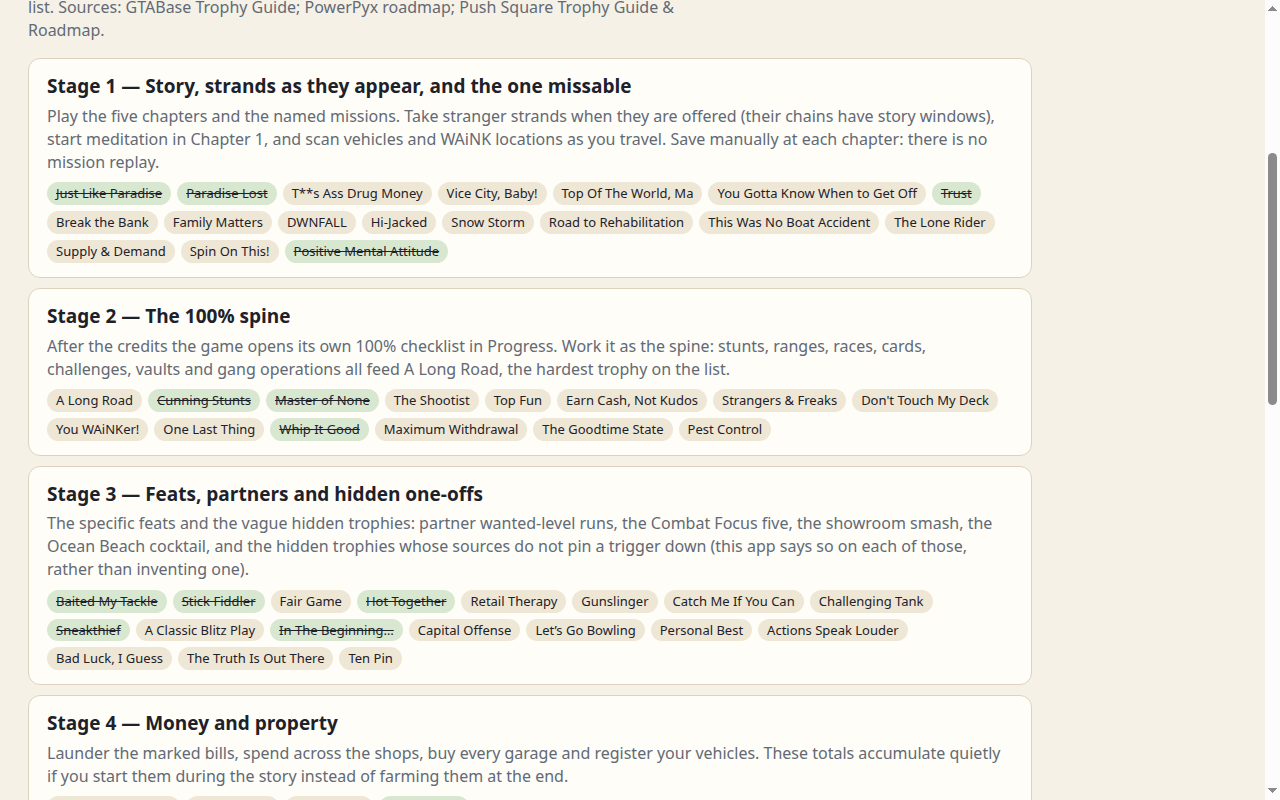 list. Sources: GTABase Trophy Guide; PowerPyx roadmap; Push Square Trophy Guide &
Roadmap.
Stage 1 — Story, strands as they appear, and the one missable
Play the five chapters and the named missions. Take stranger strands when they are offered (their chains have story windows),
start meditation in Chapter 1, and scan vehicles and WAiNK locations as you travel. Save manually at each chapter: there is no
mission replay.
Just Like Paradise Paradise Lost T**s Ass Drug Money Vice City, Baby! Top Of The World, Ma You Gotta Know When to Get Off Trust
Break the Bank Family Matters DWNFALL Hi-Jacked Snow Storm Road to Rehabilitation This Was No Boat Accident The Lone Rider
Supply & Demand Spin On This! Positive Mental Attitude
Stage 2 — The 100% spine
After the credits the game opens its own 100% checklist in Progress. Work it as the spine: stunts, ranges, races, cards,
challenges, vaults and gang operations all feed A Long Road, the hardest trophy on the list.
A Long Road Cunning Stunts Master of None The Shootist Top Fun Earn Cash, Not Kudos Strangers & Freaks Don't Touch My Deck
You WAiNKer! One Last Thing Whip It Good Maximum Withdrawal The Goodtime State Pest Control
Stage 3 — Feats, partners and hidden one-offs
The specific feats and the vague hidden trophies: partner wanted-level runs, the Combat Focus five, the showroom smash, the
Ocean Beach cocktail, and the hidden trophies whose sources do not pin a trigger down (this app says so on each of those,
rather than inventing one).
Baited My Tackle Stick Fiddler Fair Game Hot Together Retail Therapy Gunslinger Catch Me If You Can Challenging Tank
Sneakthief A Classic Blitz Play In The Beginning... Capital Offense Let’s Go Bowling Personal Best Actions Speak Louder
Bad Luck, I Guess The Truth Is Out There Ten Pin
Stage 4 — Money and property
Launder the marked bills, spend across the shops, buy every garage and register your vehicles. These totals accumulate quietly
if you start them during the story instead of farming them at the end.